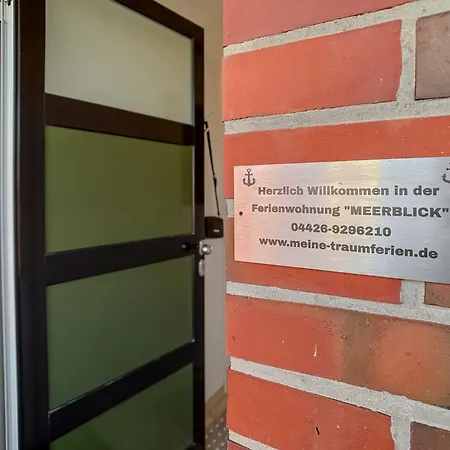 Herzlich Willkommen in der
Ferienwohnung "MEERBLICK"
04426-9296210
www.meine-traumferien.de